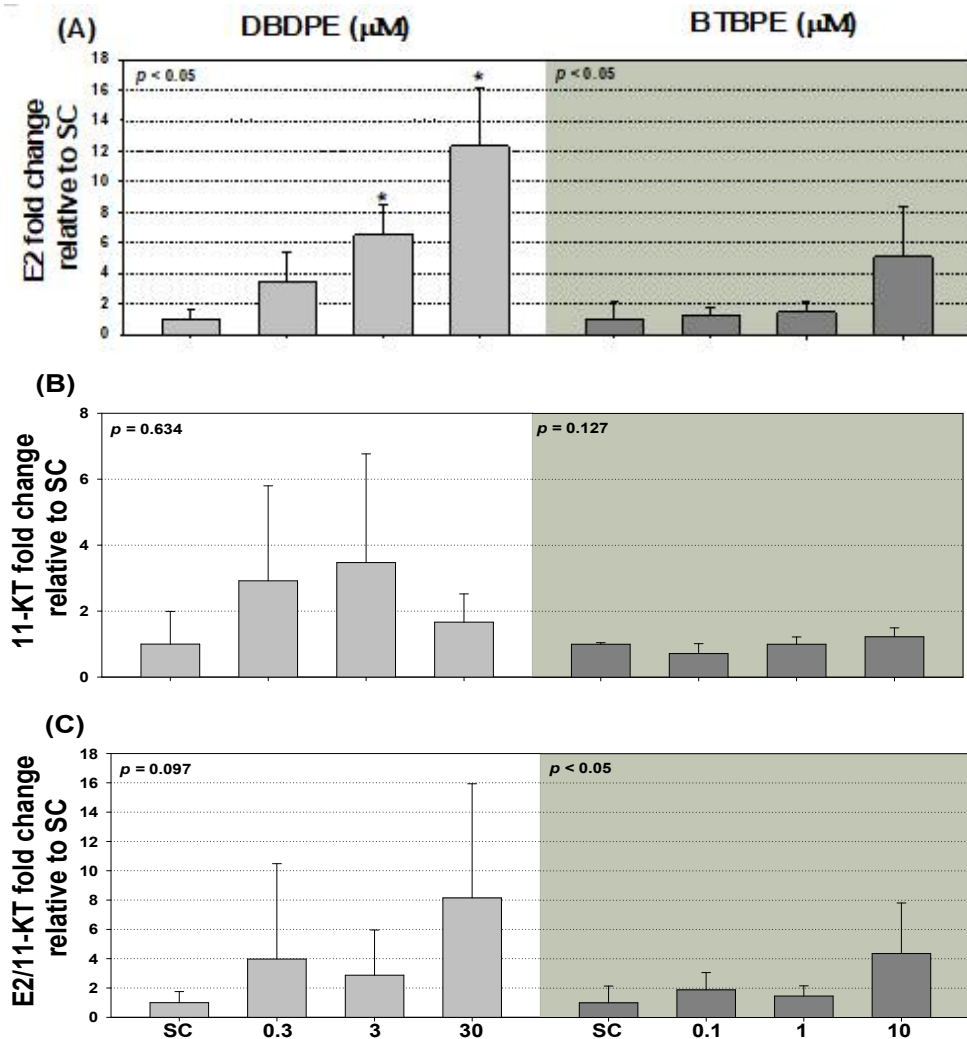 (A)
DBDPE (µM)
BTBPE (µM)
E2 fold change
relative to SC
18
16
14
12
10
8
6
4
2
0
p < 0.05
*
*
p < 0.05
(B)
11-KT fold change
relative to SC
8
6
4
2
0
p = 0.634
p = 0.127
(C)
E2/11-KT fold change
relative to SC
18
16
14
12
10
8
6
4
2
0
p = 0.097
p < 0.05
SC 0.3 3 30 SC 0.1 1 10